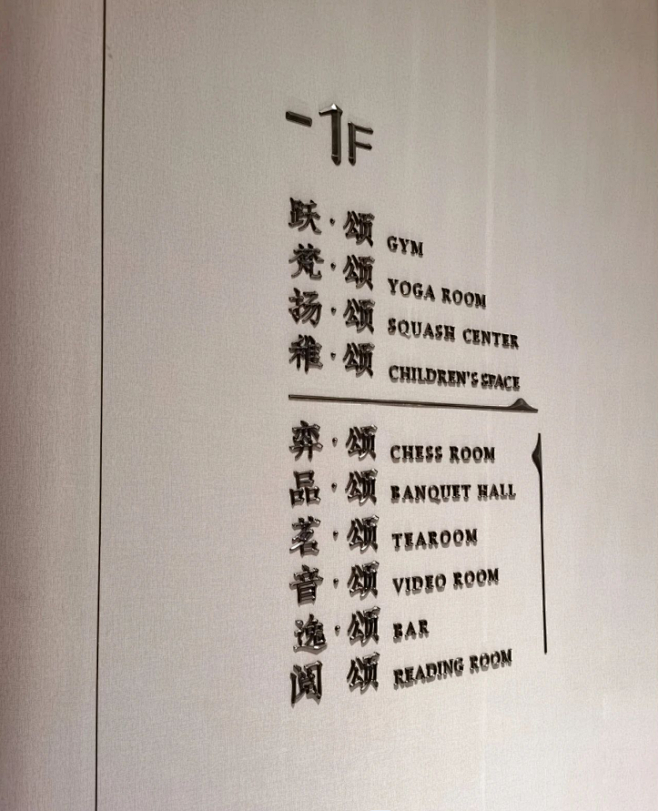 -1F
跃·颂 GYM
梵·颂 YOGA ROOM
扬·颂 SQUASH CENTER
稚·颂 CHILDREN'S SPACE
弈·颂 CHESS ROOM
品·颂 BANQUET HALL
茗·颂 TEAROOM
音·颂 VIDEO ROOM
逸·颂 BAR
阅 颂 READING ROOM